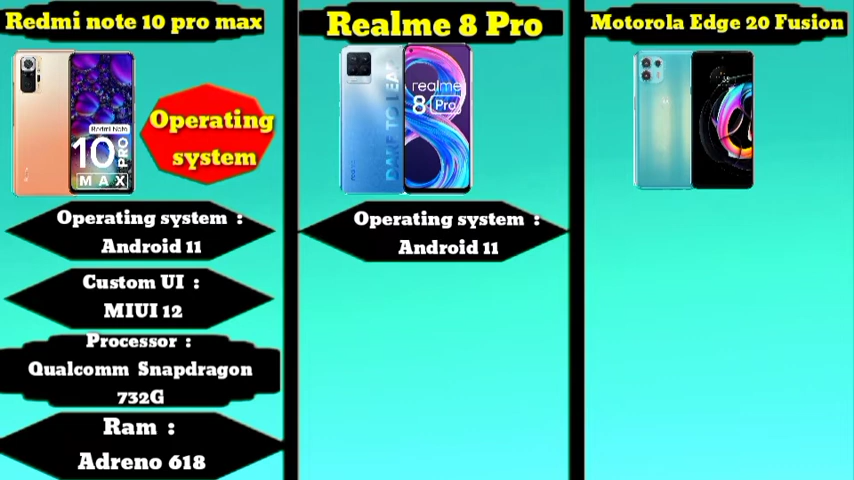 Redmi note 10 pro max
Redmi Note
10 PRO
MAX
Operating
system
Operating system :
Android 11
Custom UI :
MIUI 12
Processor :
Qualcomm Snapdragon
732G
Ram :
Adreno 618
Realme 8 Pro
DARE TO LEAP
realme
8 Pro
Operating system :
Android 11
Motorola Edge 20 Fusion